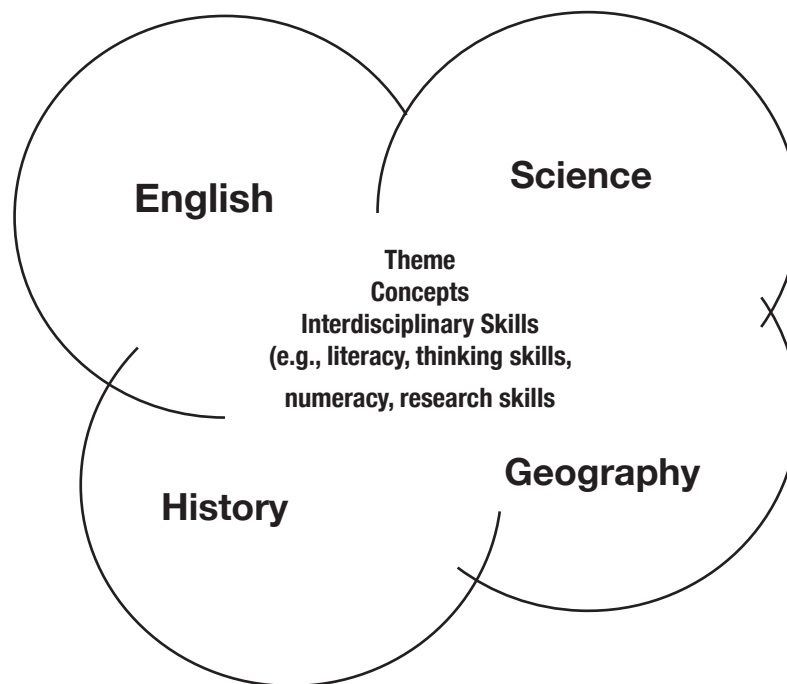 English
Science
Theme
Concepts
Interdisciplinary Skills
(e.g., literacy, thinking skills,
numeracy, research skills
History
Geography